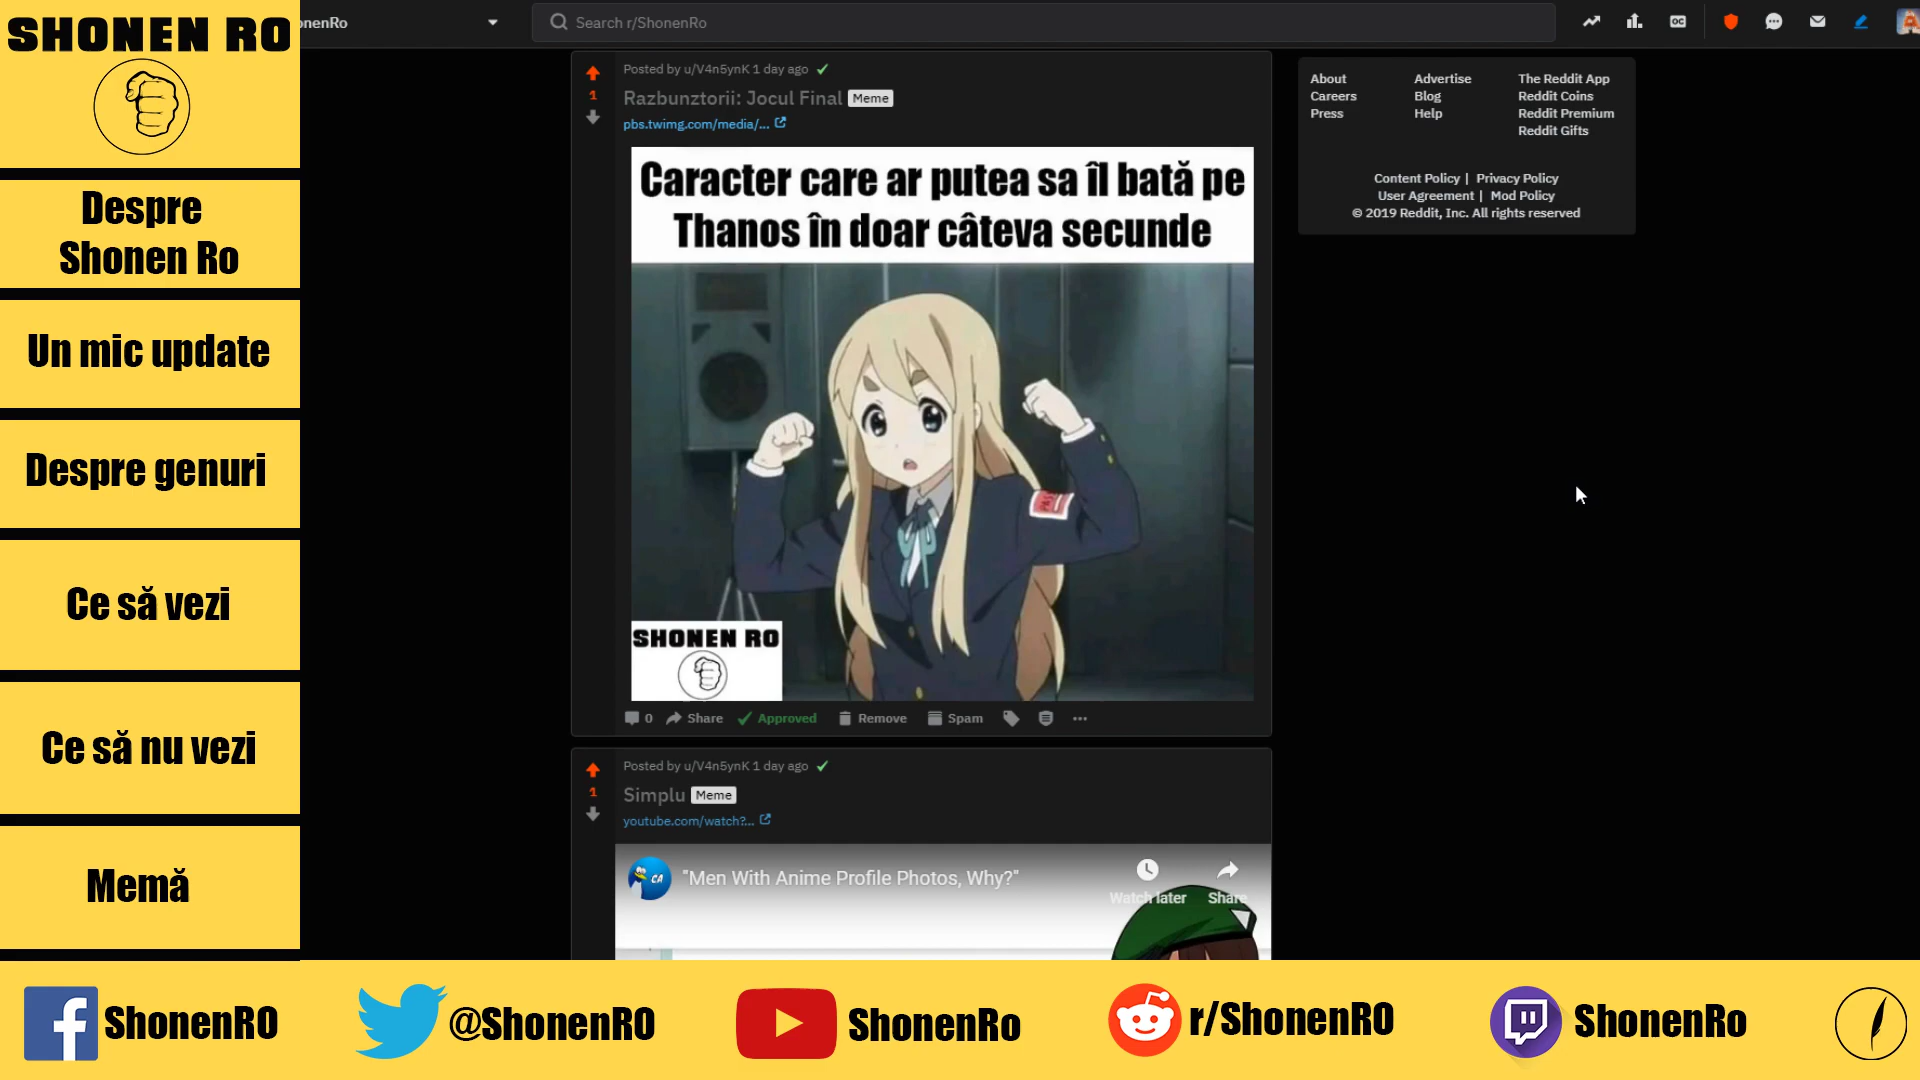 SHONEN RO
Despre
Shonen Ro
Un mic update
Despre genuri
Ce să vezi
Ce să nu vezi
Memă
onenRo
Search r/ShonenRo
OC
Posted by u/V4n5ynK 1 day ago
1
Razbunztorii: Jocul Final Meme
pbs.twimg.com/media/...
Caracter care ar putea sa îl bată pe
Thanos în doar câteva secunde
SHONEN RO
0 Share Approved Remove Spam
Posted by u/V4n5ynK 1 day ago
1
Simplu Meme
youtube.com/watch?...
CA
"Men With Anime Profile Photos, Why?"
Watch later Share
About Advertise The Reddit App
Careers Blog Reddit Coins
Press Help Reddit Premium
Reddit Gifts
Content Policy | Privacy Policy
User Agreement | Mod Policy
© 2019 Reddit, Inc. All rights reserved
ShonenRO
@ShonenRO
ShonenRo
r/ShonenRO
ShonenRo